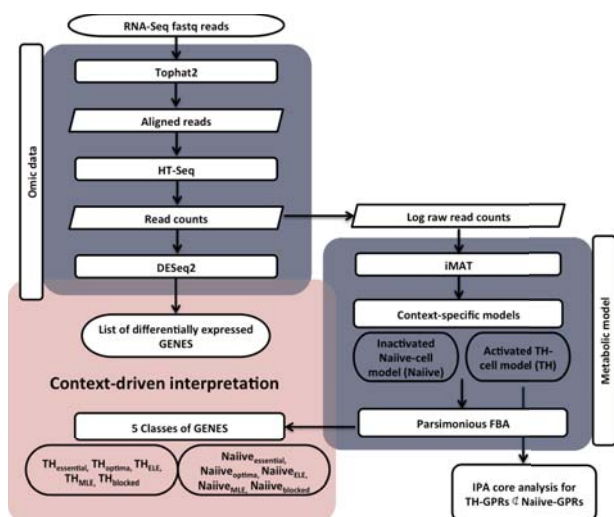 RNA-Seq fastq reads
Omic data
Tophat2
Aligned reads
HT-Seq
Read counts
Log raw read counts
DESeq2
iMAT
Metabolic model
List of differentially expressed
GENES
Context-specific models
Inactivated
Naiive-cell
model (Naiive)
Activated TH-
cell model (TH)
Context-driven interpretation
5 Classes of GENES
Parsimonious FBA
THessential, THoptima, THELE,
THMLE, THblocked
Naiiveessential,
Naiiveoptima, NaiiveELE,
NaiiveMLE, Naiiveblocked
IPA core analysis for
TH-GPRs ⊄ Naiive-GPRs